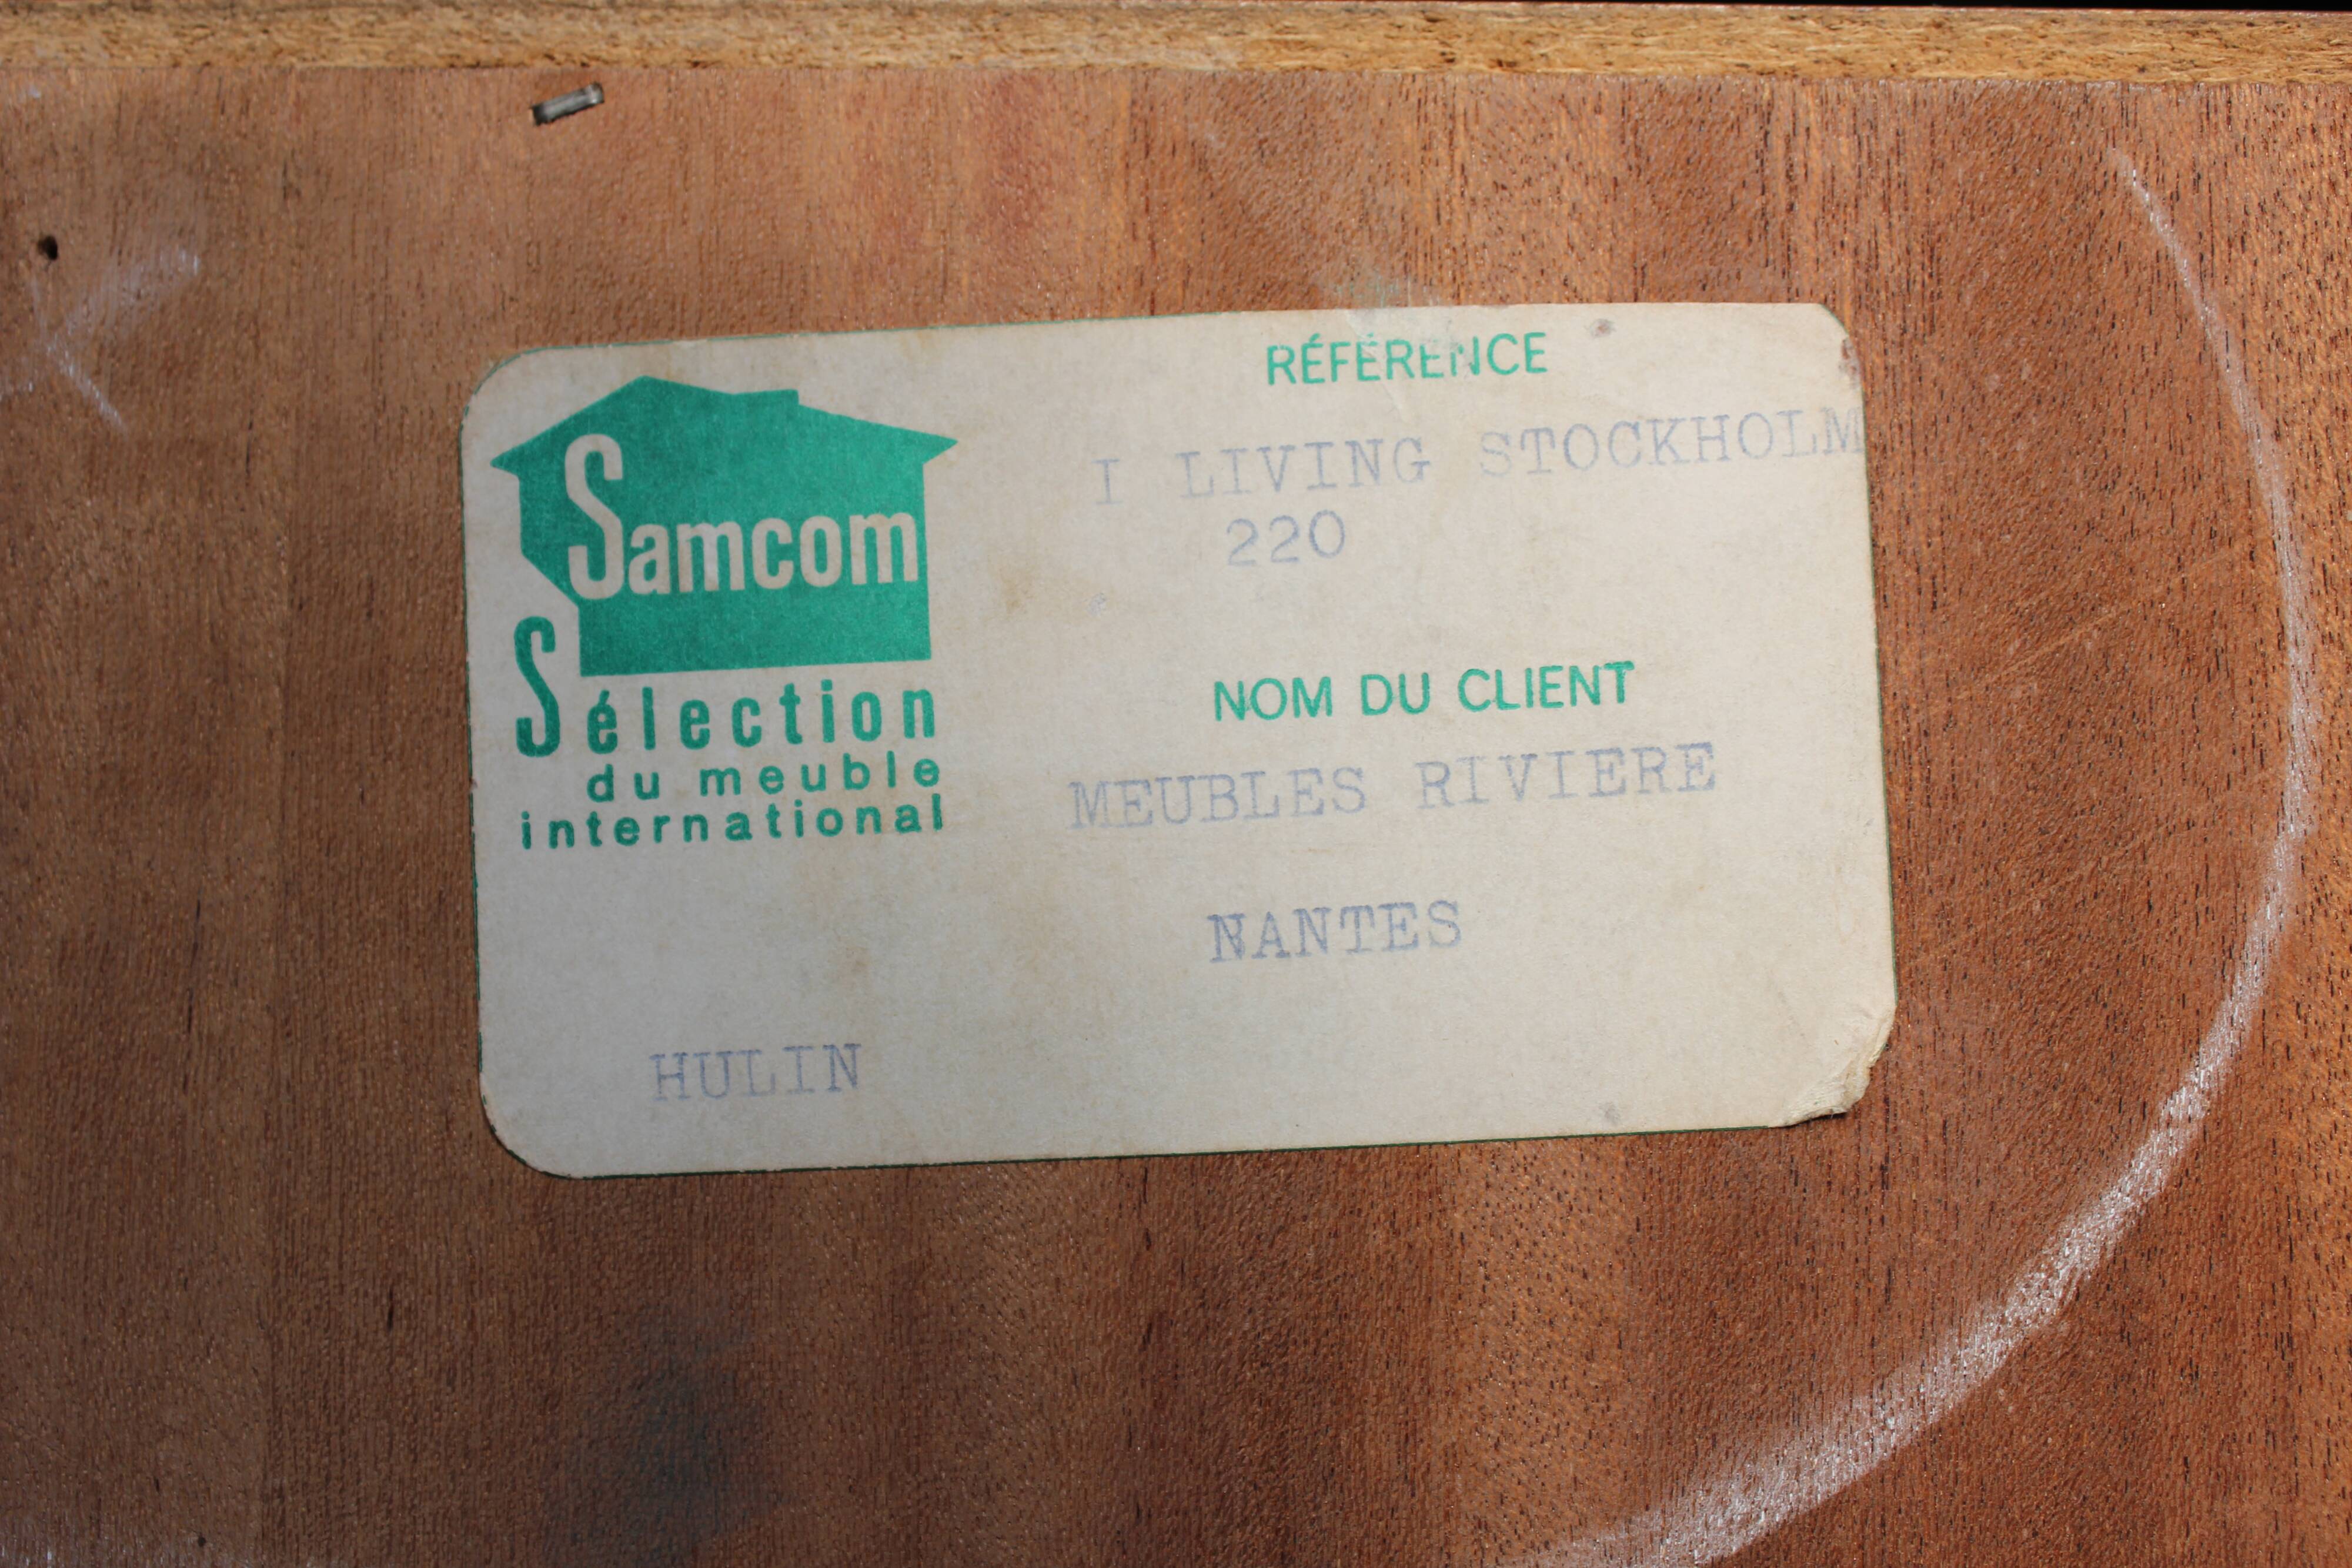 Samcom
Sélection
du meuble
international
RÉFÉRENCE
I LIVING STOCKHOLM
220
NOM DU CLIENT
MEUBLES RIVIERE
NANTES
HULIN